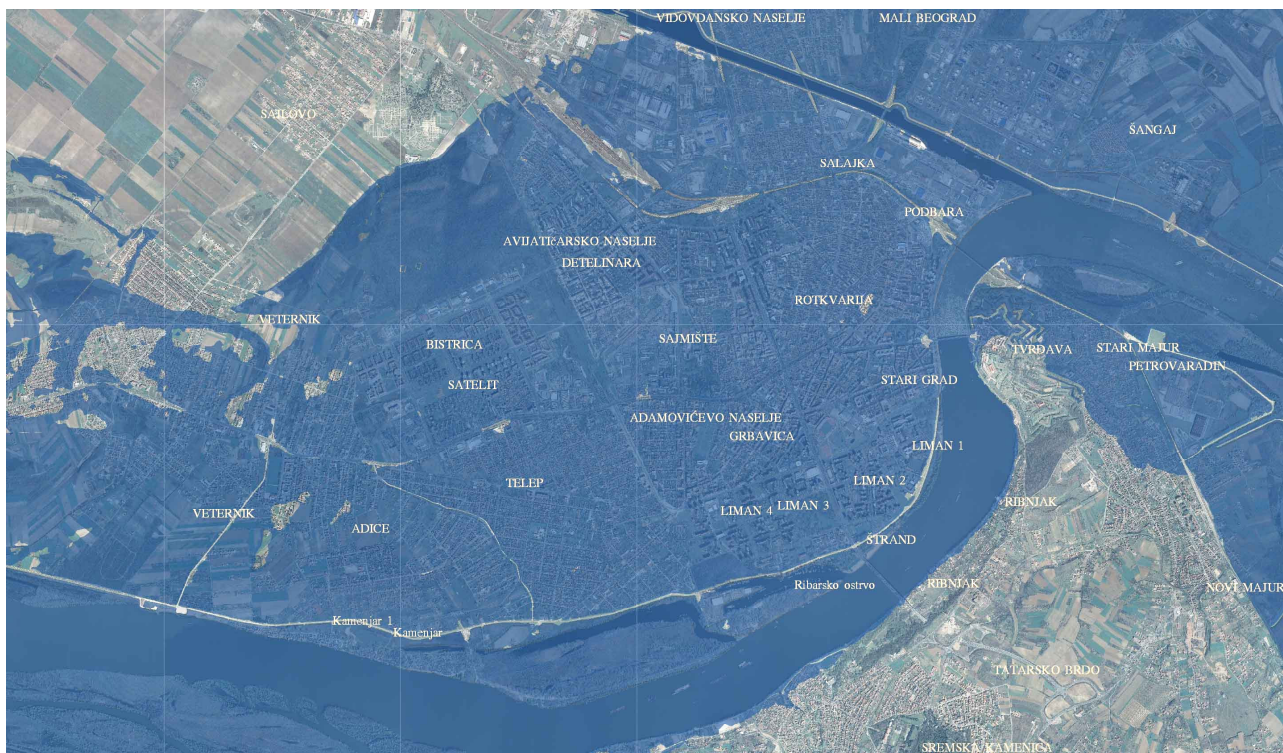 VIDOVDANSKO NASELJE
MALI BEOGRAD
SAJLOVO
ŠANGAJ
SALAJKA
PODBARA
AVIJATIČARSKO NASELJE
DETELINARA
ROTKVARIJA
VETERNIK
BISTRICA
SAJMIŠTE
TVRĐAVA
STARI MAJUR
PETROVARADIN
SATELIT
STARI GRAD
ADAMOVIĆEVO NASELJE
GRBAVICA
LIMAN 1
TELEP
LIMAN 2
LIMAN 3
LIMAN 4
RIBNJAK
VETERNIK
ADICE
STRAND
Ribarsko ostrvo
RIBNJAK
NOVI MAJUR
Kamenjar 1
Kamenjar
TATARSKO BRDO
SREMSKA KAMENICA